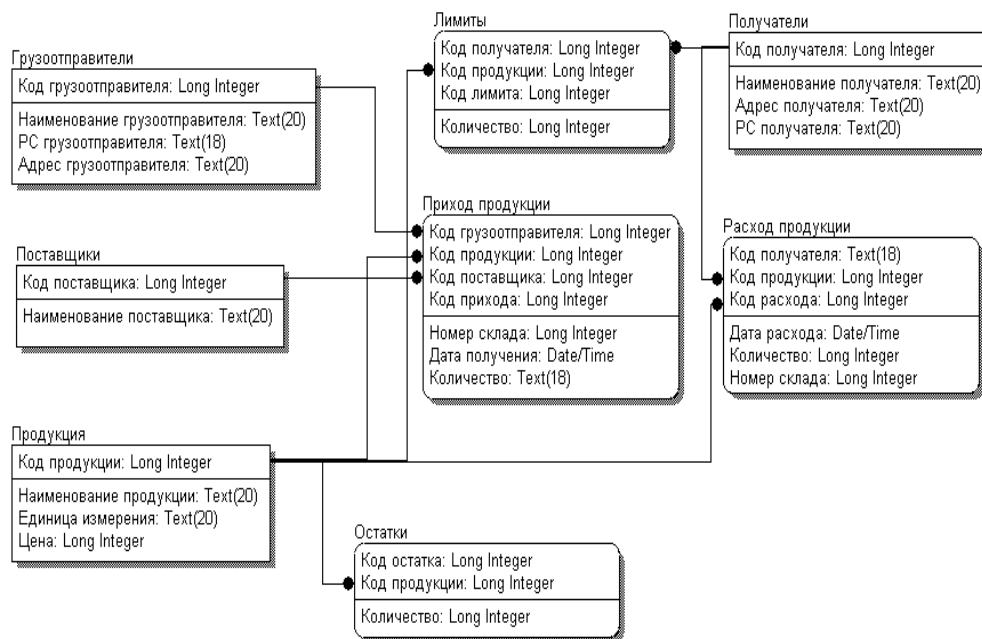 Грузоотправители
Код грузоотправителя: Long Integer
Наименование грузоотправителя: Text(20)
РС грузоотправителя: Text(18)
Адрес грузоотправителя: Text(20)
Лимиты
Код получателя: Long Integer
Код продукции: Long Integer
Код лимита: Long Integer
Количество: Long Integer
Получатели
Код получателя: Long Integer
Наименование получателя: Text(20)
Адрес получателя: Text(20)
РС получателя: Text(20)
Поставщики
Код поставщика: Long Integer
Наименование поставщика: Text(20)
Приход продукции
Код грузоотправителя: Long Integer
Код продукции: Long Integer
Код поставщика: Long Integer
Код прихода: Long Integer
Номер склада: Long Integer
Дата получения: Date/Time
Количество: Text(18)
Расход продукции
Код получателя: Text(18)
Код продукции: Long Integer
Код расхода: Long Integer
Дата расхода: Date/Time
Количество: Long Integer
Номер склада: Long Integer
Продукция
Код продукции: Long Integer
Наименование продукции: Text(20)
Единица измерения: Text(20)
Цена: Long Integer
Остатки
Код остатка: Long Integer
Код продукции: Long Integer
Количество: Long Integer